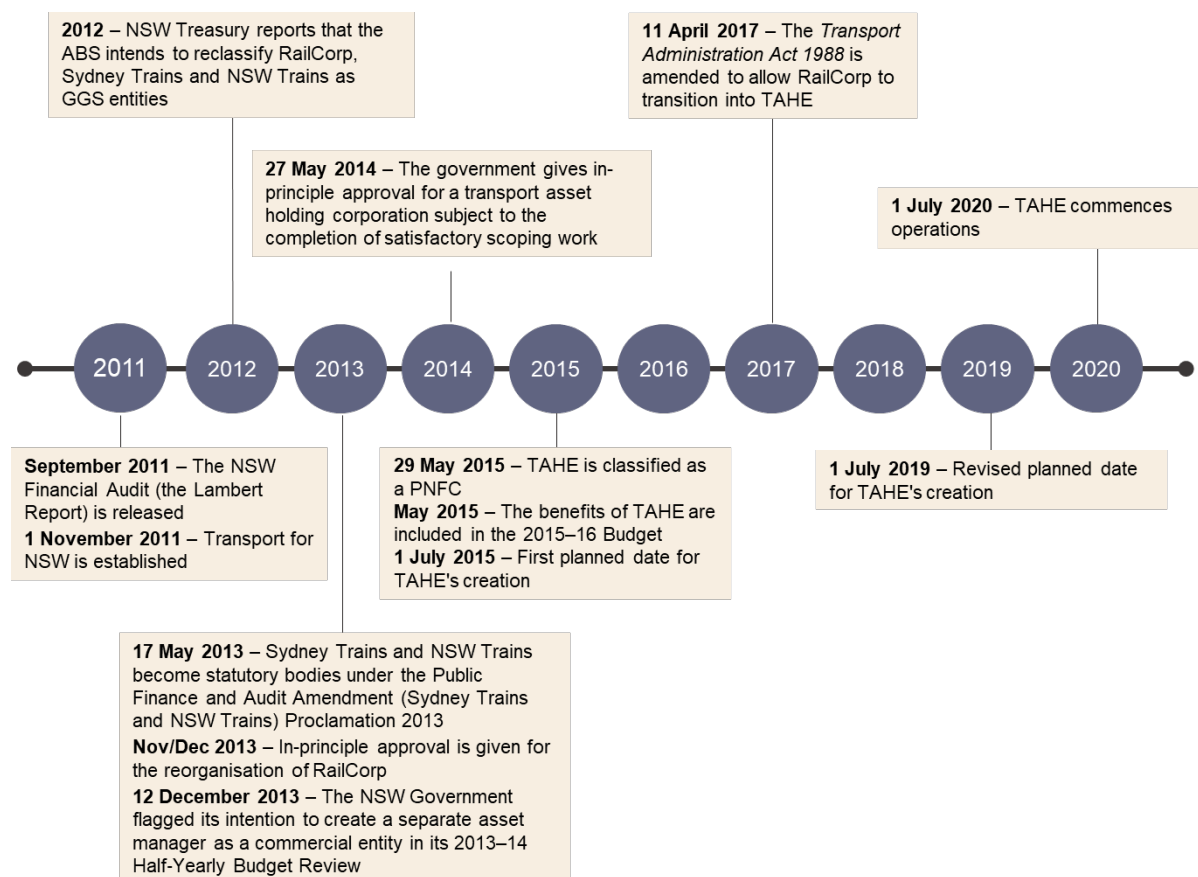 2012 – NSW Treasury reports that the
ABS intends to reclassify RailCorp,
Sydney Trains and NSW Trains as
GGS entities
11 April 2017 – The Transport
Administration Act 1988 is
amended to allow RailCorp to
transition into TAHE
27 May 2014 – The government gives in-
principle approval for a transport asset
holding corporation subject to the
completion of satisfactory scoping work
1 July 2020 – TAHE commences
operations
2011
2012
2013
2014
2015
2016
2017
2018
2019
2020
September 2011 – The NSW
Financial Audit (the Lambert
Report) is released
1 November 2011 – Transport for
NSW is established
29 May 2015 – TAHE is classified as
a PNFC
May 2015 – The benefits of TAHE are
included in the 2015–16 Budget
1 July 2015 – First planned date for
TAHE's creation
1 July 2019 – Revised planned date
for TAHE's creation
17 May 2013 – Sydney Trains and NSW Trains
become statutory bodies under the Public
Finance and Audit Amendment (Sydney Trains
and NSW Trains) Proclamation 2013
Nov/Dec 2013 – In-principle approval is given for
the reorganisation of RailCorp
12 December 2013 – The NSW Government
flagged its intention to create a separate asset
manager as a commercial entity in its 2013–14
Half-Yearly Budget Review